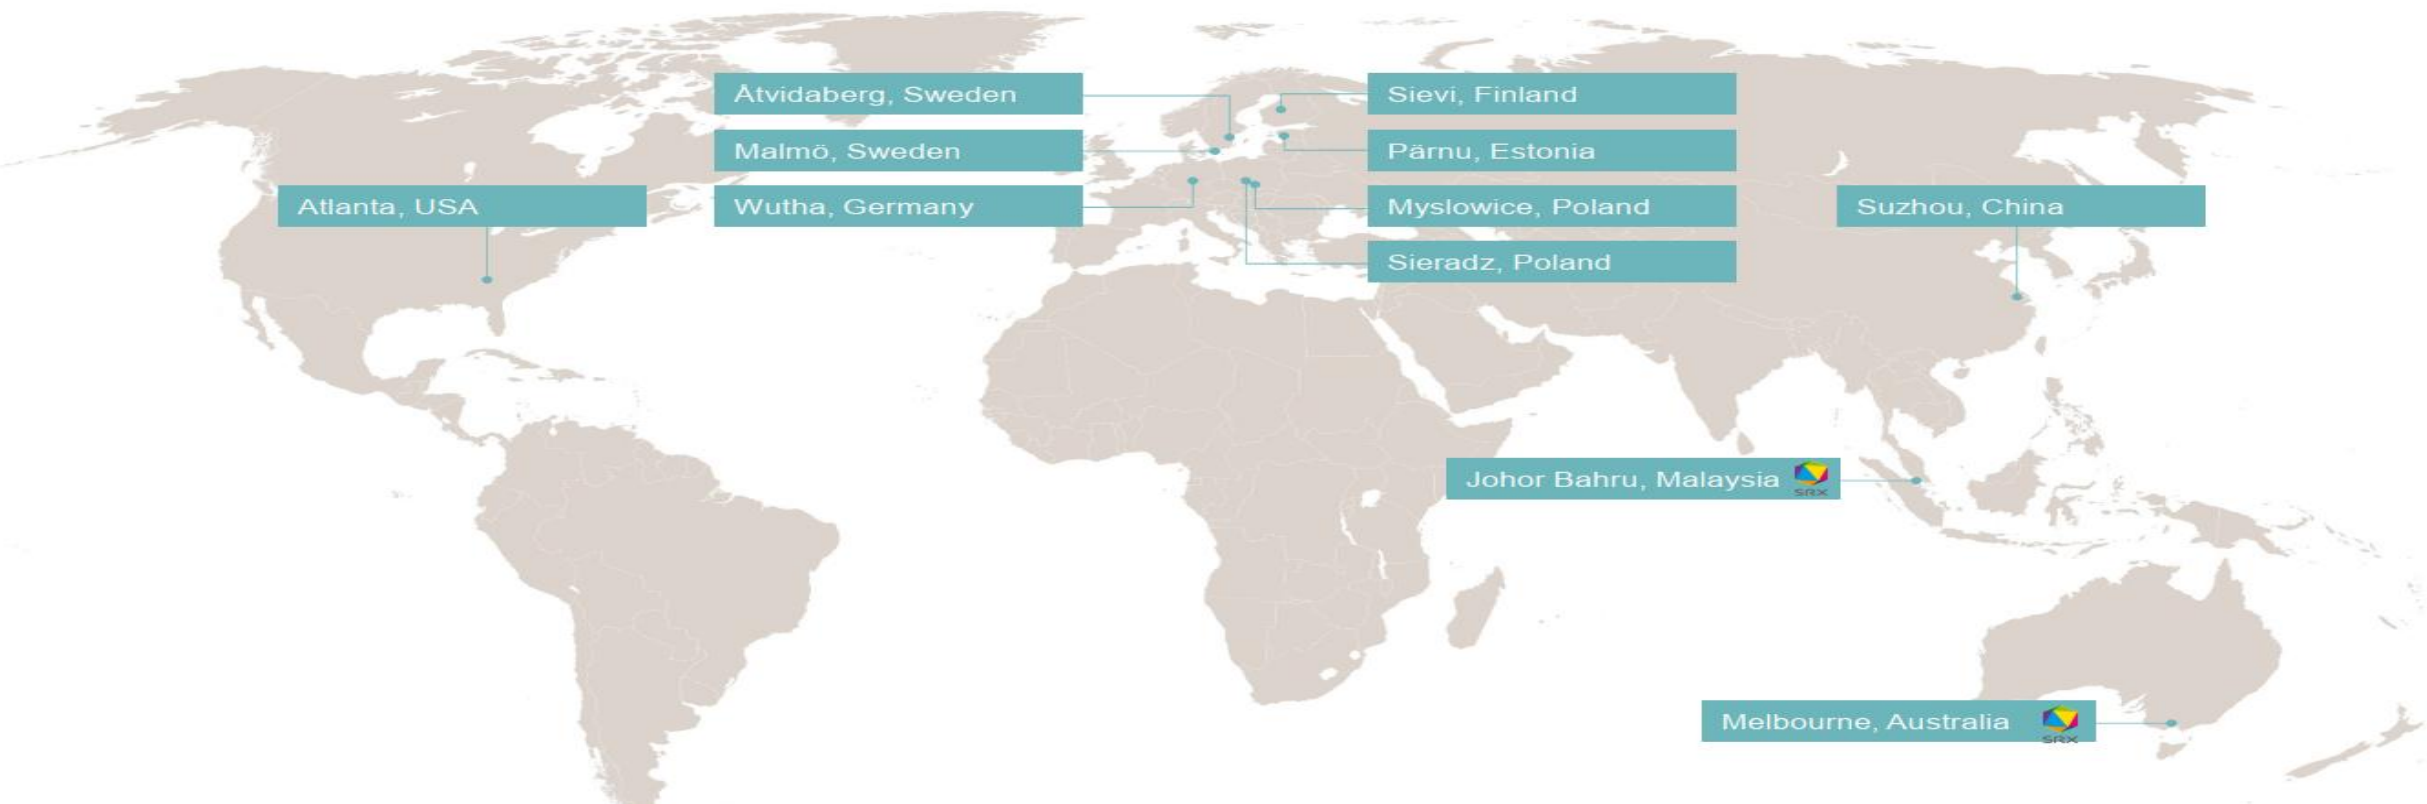 Åtvidaberg, Sweden
Sievi, Finland
Malmö, Sweden
Pärnu, Estonia
Atlanta, USA
Wutha, Germany
Myslowice, Poland
Suzhou, China
Sieradz, Poland
Johor Bahru, Malaysia
SRX
Melbourne, Australia
SRX